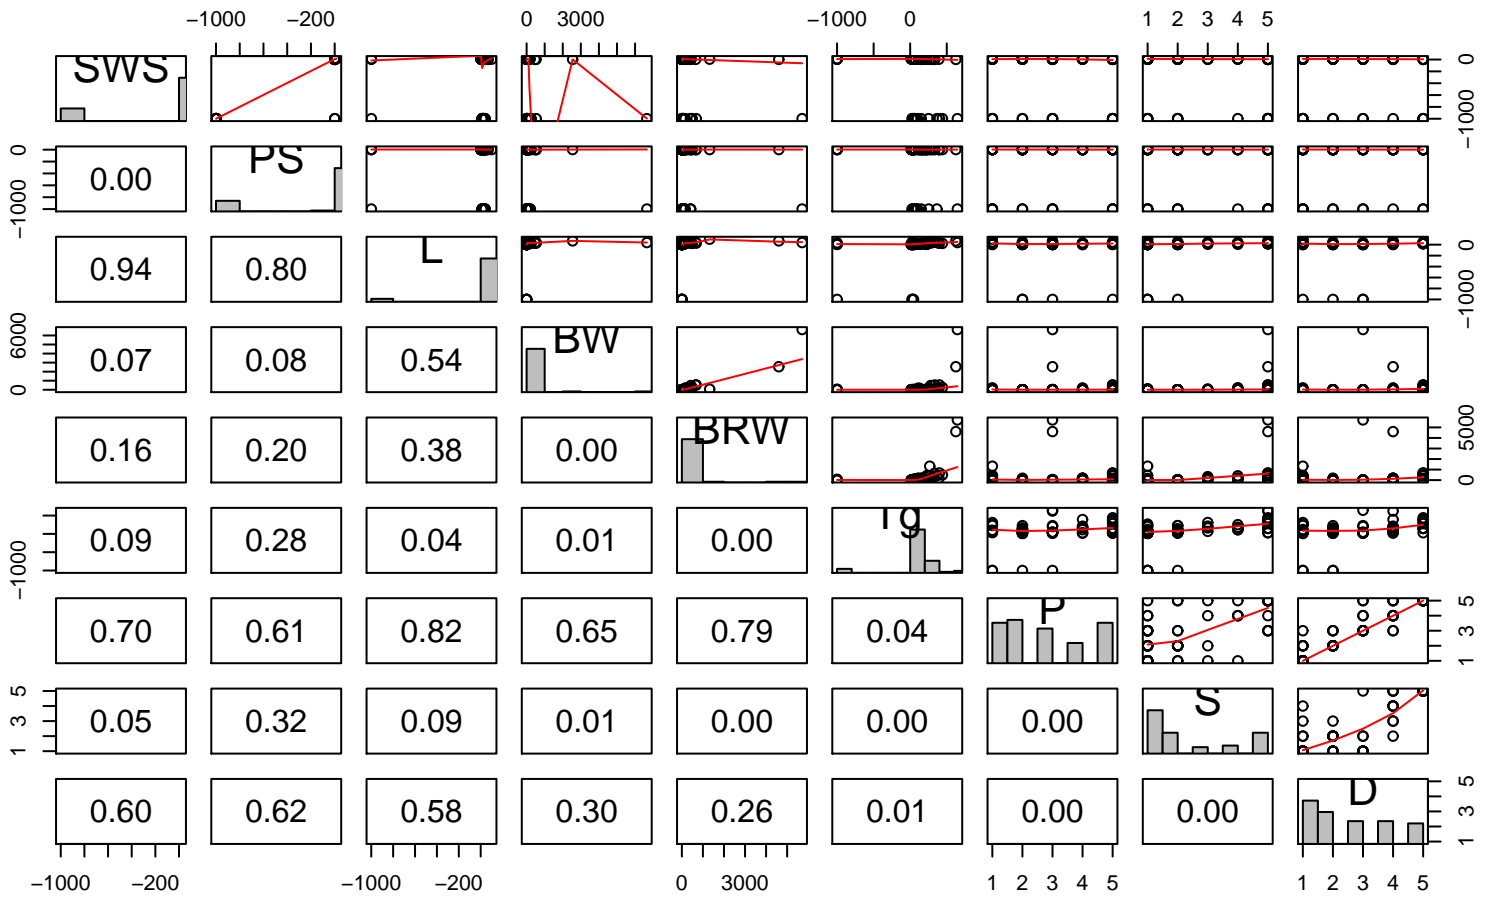 −1000 −200 0 3000 −1000 0 1 2 3 4 5
SWS −1000 0
−1000 0 0.00 PS
0.94 0.80 L −1000 0
0 6000 0.07 0.08 0.54 BW
0.16 0.20 0.38 0.00 BRW 0 5000
−1000 0.09 0.28 0.04 0.01 0.00 Tg
0.70 0.61 0.82 0.65 0.79 0.04 P 1 3 5
1 3 5 0.05 0.32 0.09 0.01 0.00 0.00 0.00 S
0.60 0.62 0.58 0.30 0.26 0.01 0.00 0.00 D 1 3 5
−1000 −200 −1000 −200 0 3000 1 2 3 4 5 1 2 3 4 5